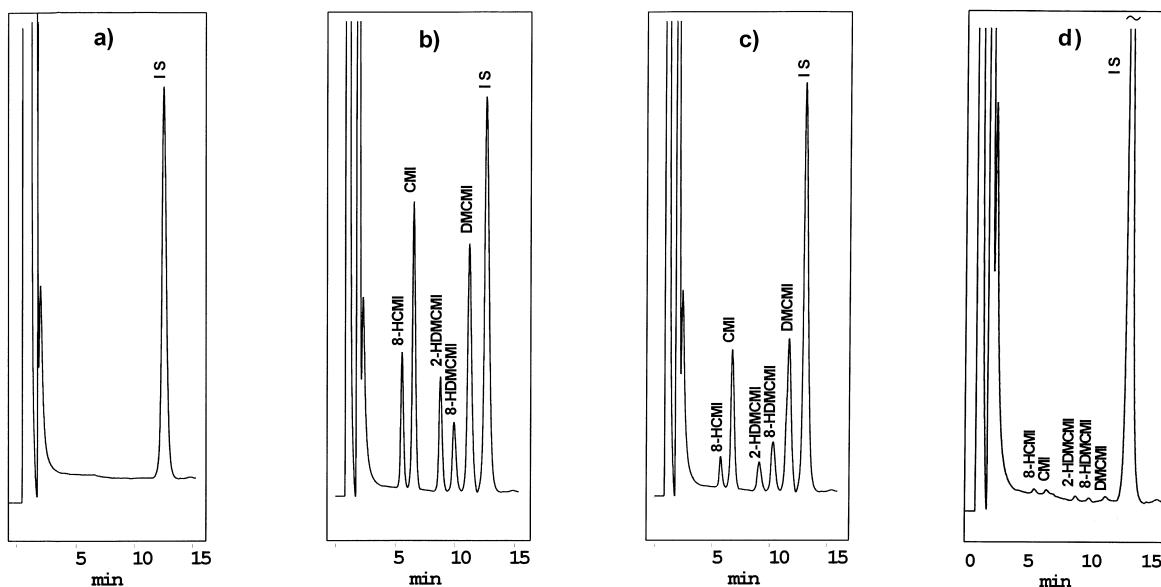 a)
IS
5 10 15
min
b)
8-HCMI
CMI
2-HDMCMI
8-HDMCMI
DMCMI
IS
5 10 15
min
c)
8-HCMI
CMI
2-HDMCMI
8-HDMCMI
DMCMI
IS
5 10 15
min
d)
~
IS
8-HCMI
CMI
2-HDMCMI
8-HDMCMI
DMCMI
0 5 10 15
min